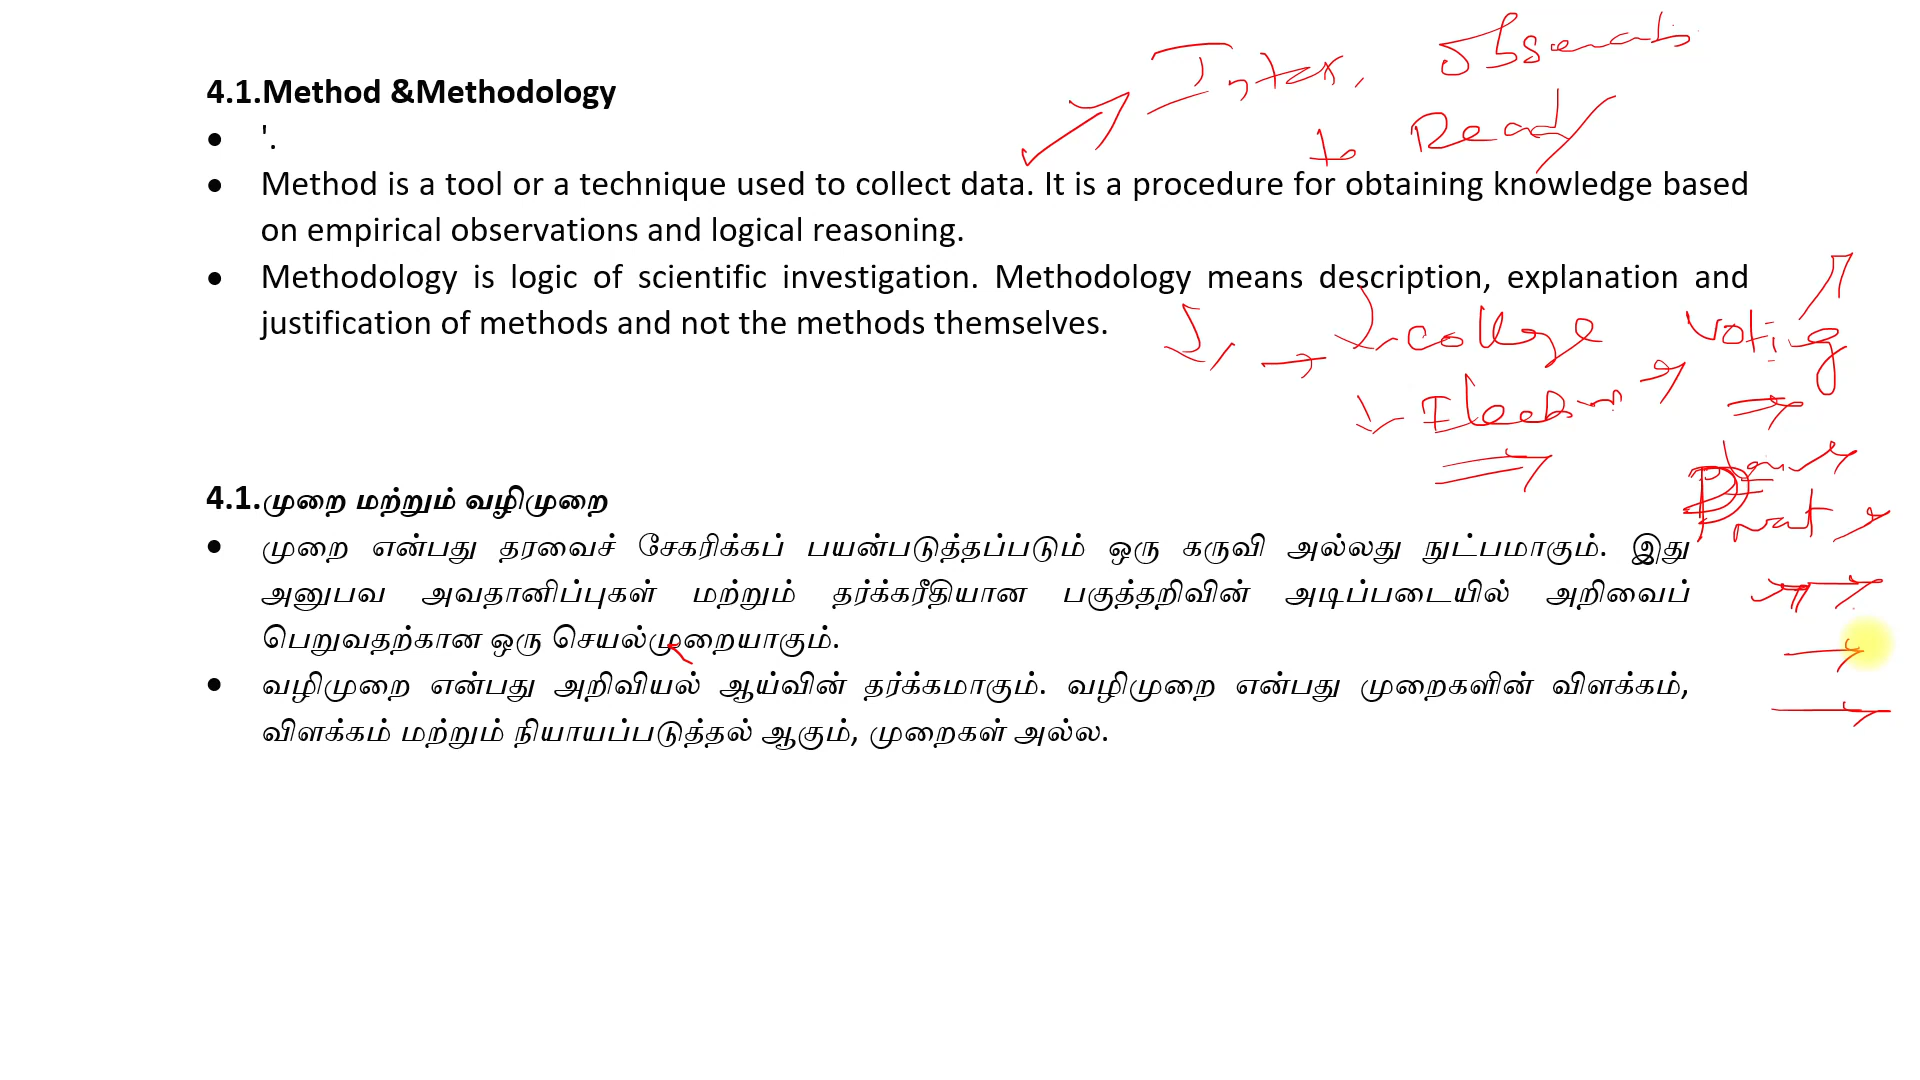 4.1.Method &Methodology
• '.
• Method is a tool or a technique used to collect data. It is a procedure for obtaining knowledge based
on empirical observations and logical reasoning.
• Methodology is logic of scientific investigation. Methodology means description, explanation and
justification of methods and not the methods themselves.
to Read
college
voting
4.1.முறை மற்றும் வழிமுறை
• முறை என்பது தரவைச் சேகரிக்கப் பயன்படுத்தப்படும் ஒரு கருவி அல்லது நுட்பமாகும். இது
அனுபவ அவதானிப்புகள் மற்றும் தர்க்கரீதியான பகுத்தறிவின் அடிப்படையில் அறிவைப்
பெறுவதற்கான ஒரு செயல்முறையாகும்.
• வழிமுறை என்பது அறிவியல் ஆய்வின் தர்க்கமாகும். வழிமுறை என்பது முறைகளின் விளக்கம்,
விளக்கம் மற்றும் நியாயப்படுத்தல் ஆகும், முறைகள் அல்ல.